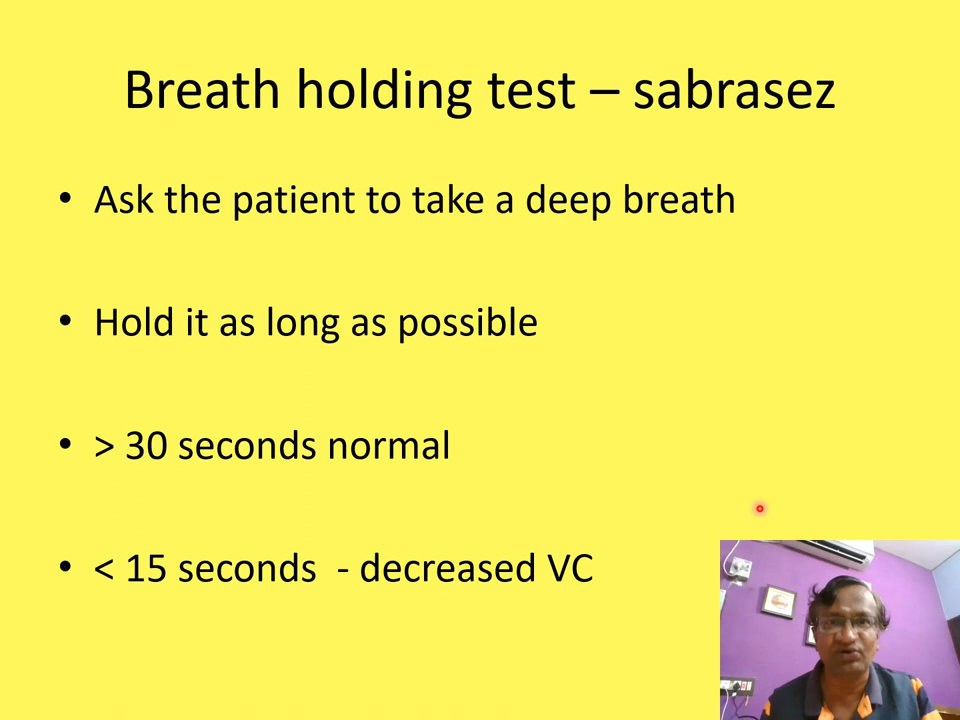 Breath holding test – sabrasez
• Ask the patient to take a deep breath
• Hold it as long as possible
• > 30 seconds normal
• < 15 seconds  - decreased VC